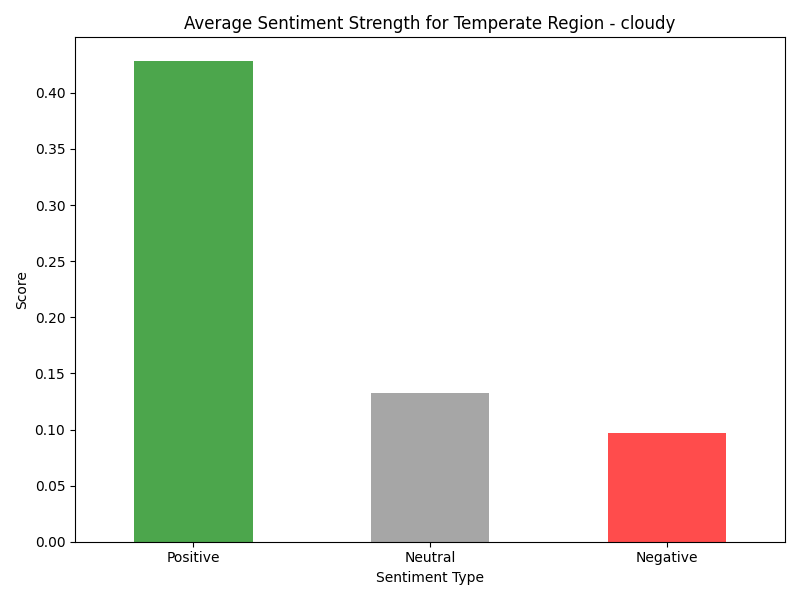 Average Sentiment Strength for Temperate Region - cloudy
Score
0.40
0.35
0.30
0.25
0.20
0.15
0.10
0.05
0.00
Positive Neutral Negative
Sentiment Type